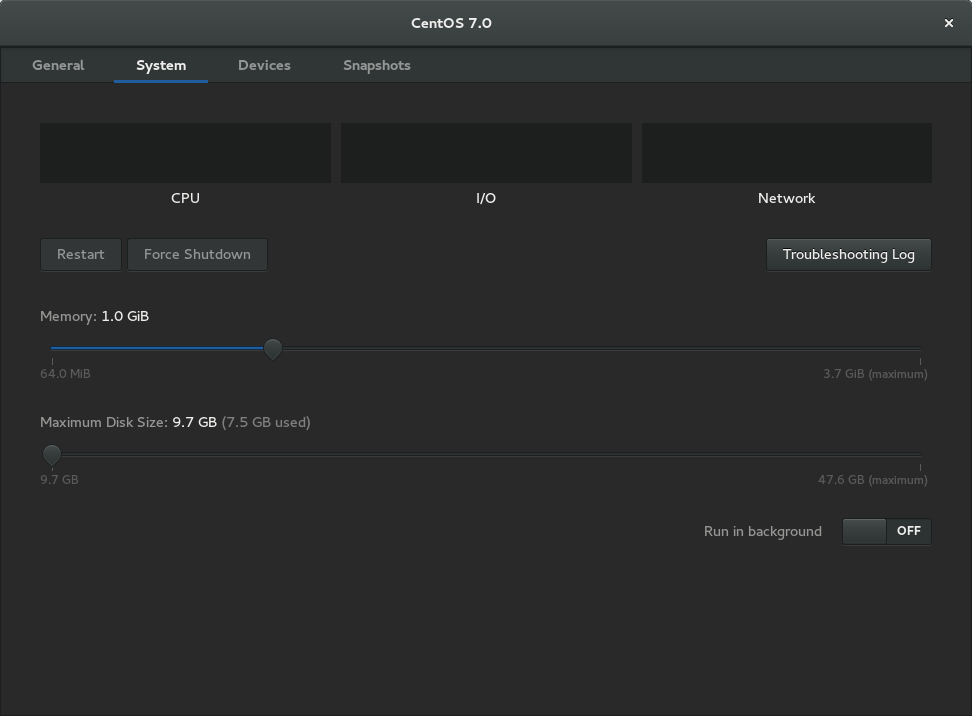 CentOS 7.0
General System Devices Snapshots
CPU I/O Network
Restart Force Shutdown Troubleshooting Log
Memory: 1.0 GiB
64.0 MiB 3.7 GiB (maximum)
Maximum Disk Size: 9.7 GB (7.5 GB used)
9.7 GB 47.6 GB (maximum)
Run in background OFF